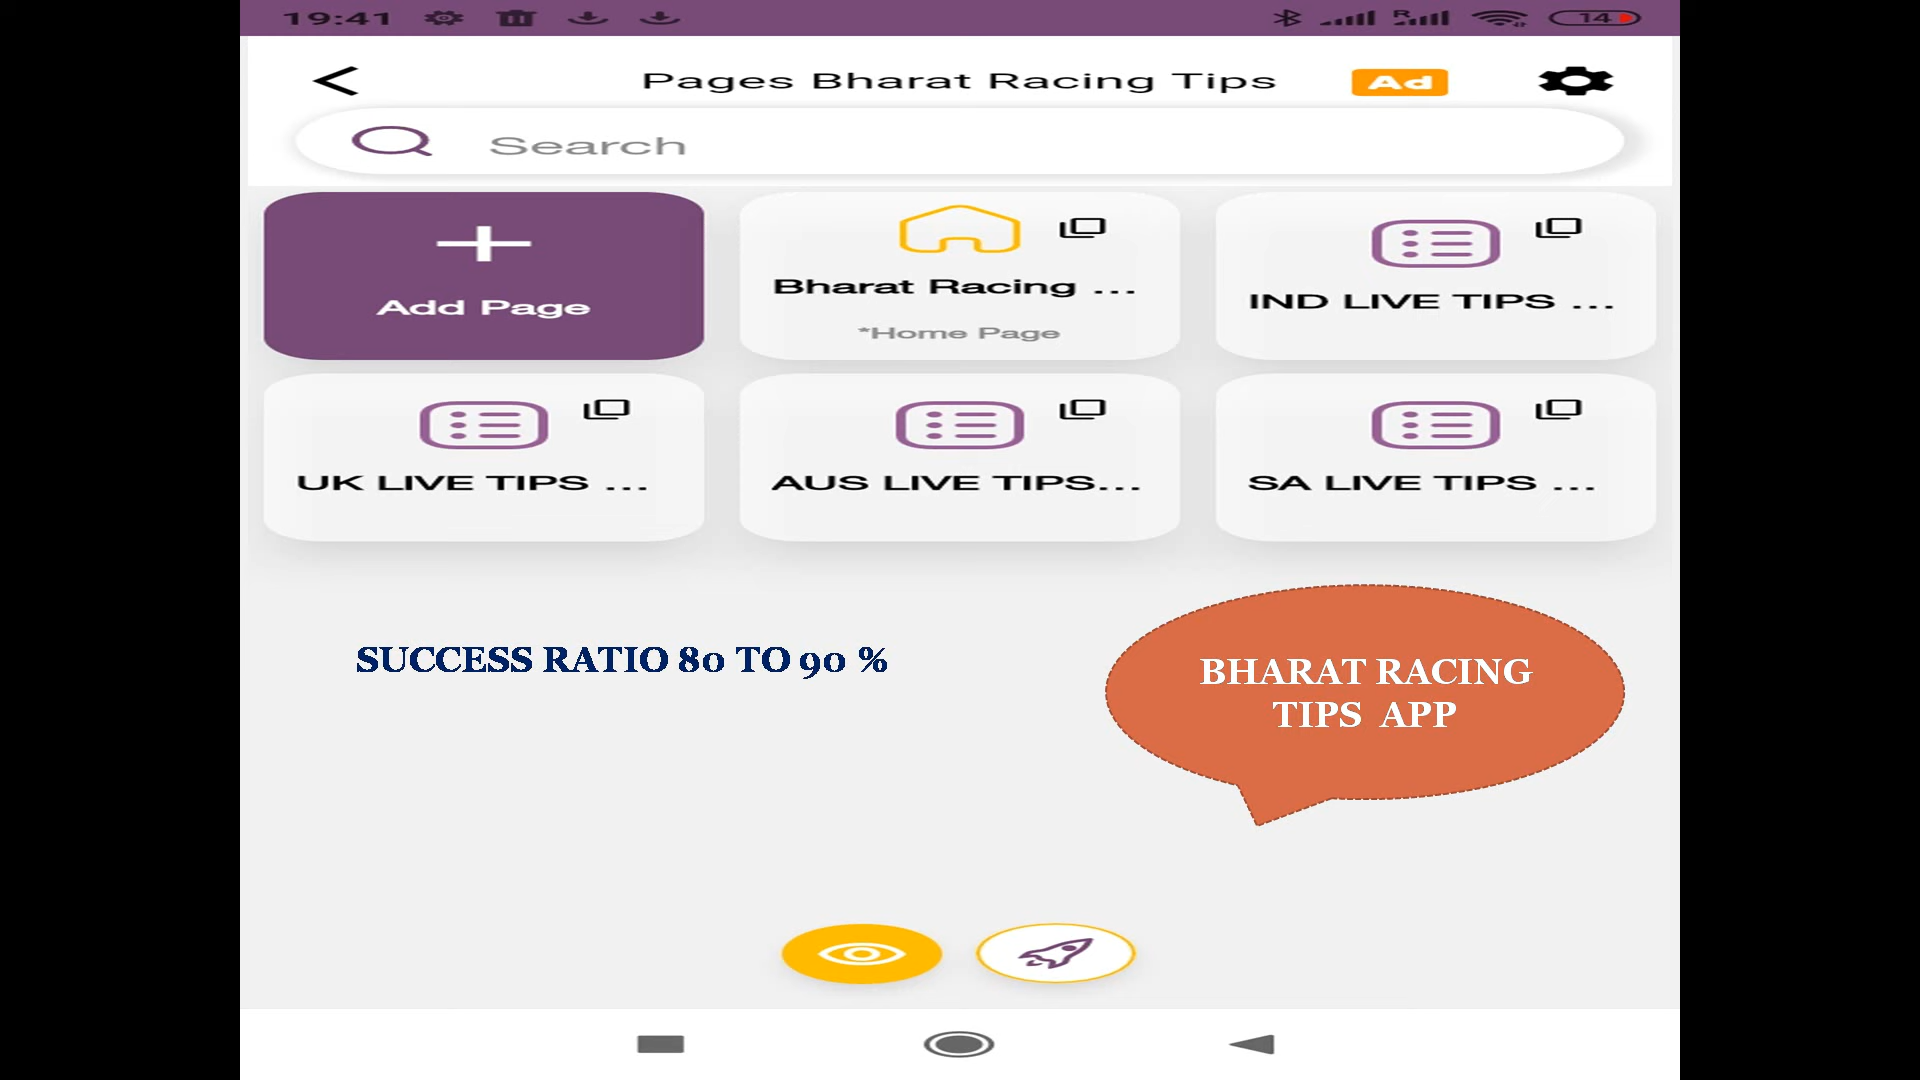 19:41
R
14
Pages Bharat Racing Tips
Ad
Search
Add Page
Bharat Racing ...
*Home Page
IND LIVE TIPS ...
UK LIVE TIPS ...
AUS LIVE TIPS...
SA LIVE TIPS ...
SUCCESS RATIO 80 TO 90 %
BHARAT RACING
TIPS APP